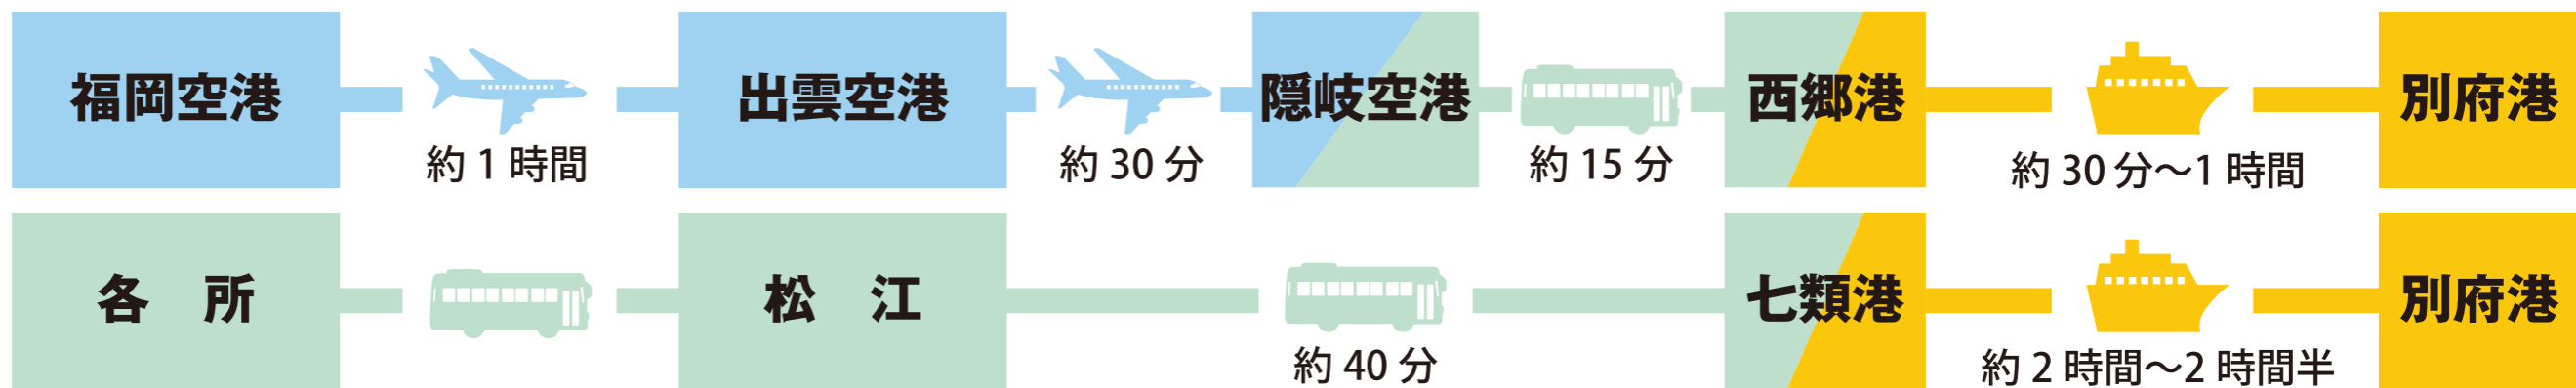 福岡空港 出雲空港 隠岐空港 西郷港 別府港
約 1 時間 約 30 分 約 15 分 約 30 分〜1 時間
各　所 松　江 七類港 別府港
約 40 分 約 2 時間〜2 時間半